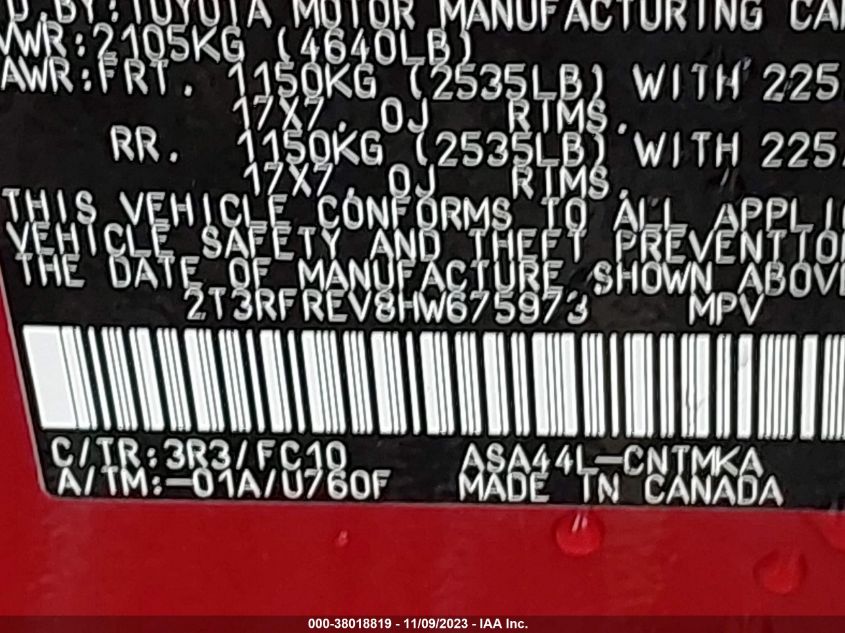 BY: TOYOTA MOTOR MANUFACTURING
VWR: 2105KG (4640LB)
AWR: FRT. 1150KG (2535LB) WITH 225
17X7.0J RIMS.
RR. 1150KG (2535LB) WITH 225
17X7.0J RIMS.
THIS VEHICLE CONFORMS TO ALL APPLI
VEHICLE SAFETY AND THEFT PREVENTION
THE DATE OF MANUFACTURE SHOWN ABOVE
2T3RFREV8HW675973 MPV
C/TR: 3R3/FC10 ASA44L-CNTMKA
A/TM: -01A/U760F MADE IN CANADA
000-38018819 - 11/09/2023 - IAA Inc.